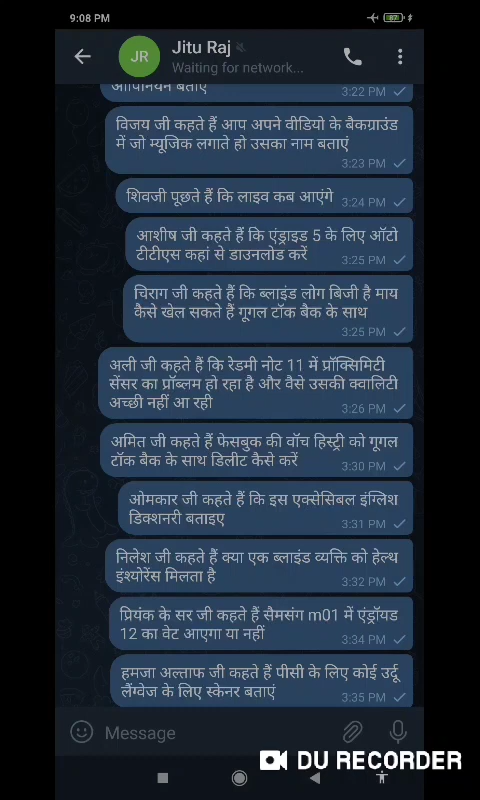 9:08 PM
87
JR
Jitu Raj
Waiting for network...
ओपिनियन बताएं
3:22 PM
विजय जी कहते हैं आप अपने वीडियो के बैकग्राउंड
में जो म्यूजिक लगाते हो उसका नाम बताएं
3:23 PM
शिवजी पूछते हैं कि लाइव कब आएंगे 3:24 PM
आशीष जी कहते हैं कि एंड्राइड 5 के लिए ऑटो
टीटीएस कहां से डाउनलोड करें 3:25 PM
चिराग जी कहते हैं कि ब्लाइंड लोग बिजी है माय
कैसे खेल सकते हैं गूगल टॉक बैक के साथ
3:25 PM
अली जी कहते हैं कि रेडमी नोट 11 में प्रॉक्सिमिटी
सेंसर का प्रॉब्लम हो रहा है और वैसे उसकी क्वालिटी
अच्छी नहीं आ रही 3:26 PM
अमित जी कहते हैं फेसबुक की वॉच हिस्ट्री को गूगल
टॉक बैक के साथ डिलीट कैसे करें 3:30 PM
ओमकार जी कहते हैं कि इस एक्सेसिबल इंग्लिश
डिक्शनरी बताइए 3:31 PM
निलेश जी कहते हैं क्या एक ब्लाइंड व्यक्ति को हेल्थ
इंश्योरेंस मिलता है 3:32 PM
प्रियंक के सर जी कहते हैं सैमसंग m01 में एंड्रॉयड
12 का वेट आएगा या नहीं 3:34 PM
हमजा अल्ताफ जी कहते हैं पीसी के लिए कोई उर्दू
लैंग्वेज के लिए स्केनर बताएं 3:35 PM
Message
DU RECORDER